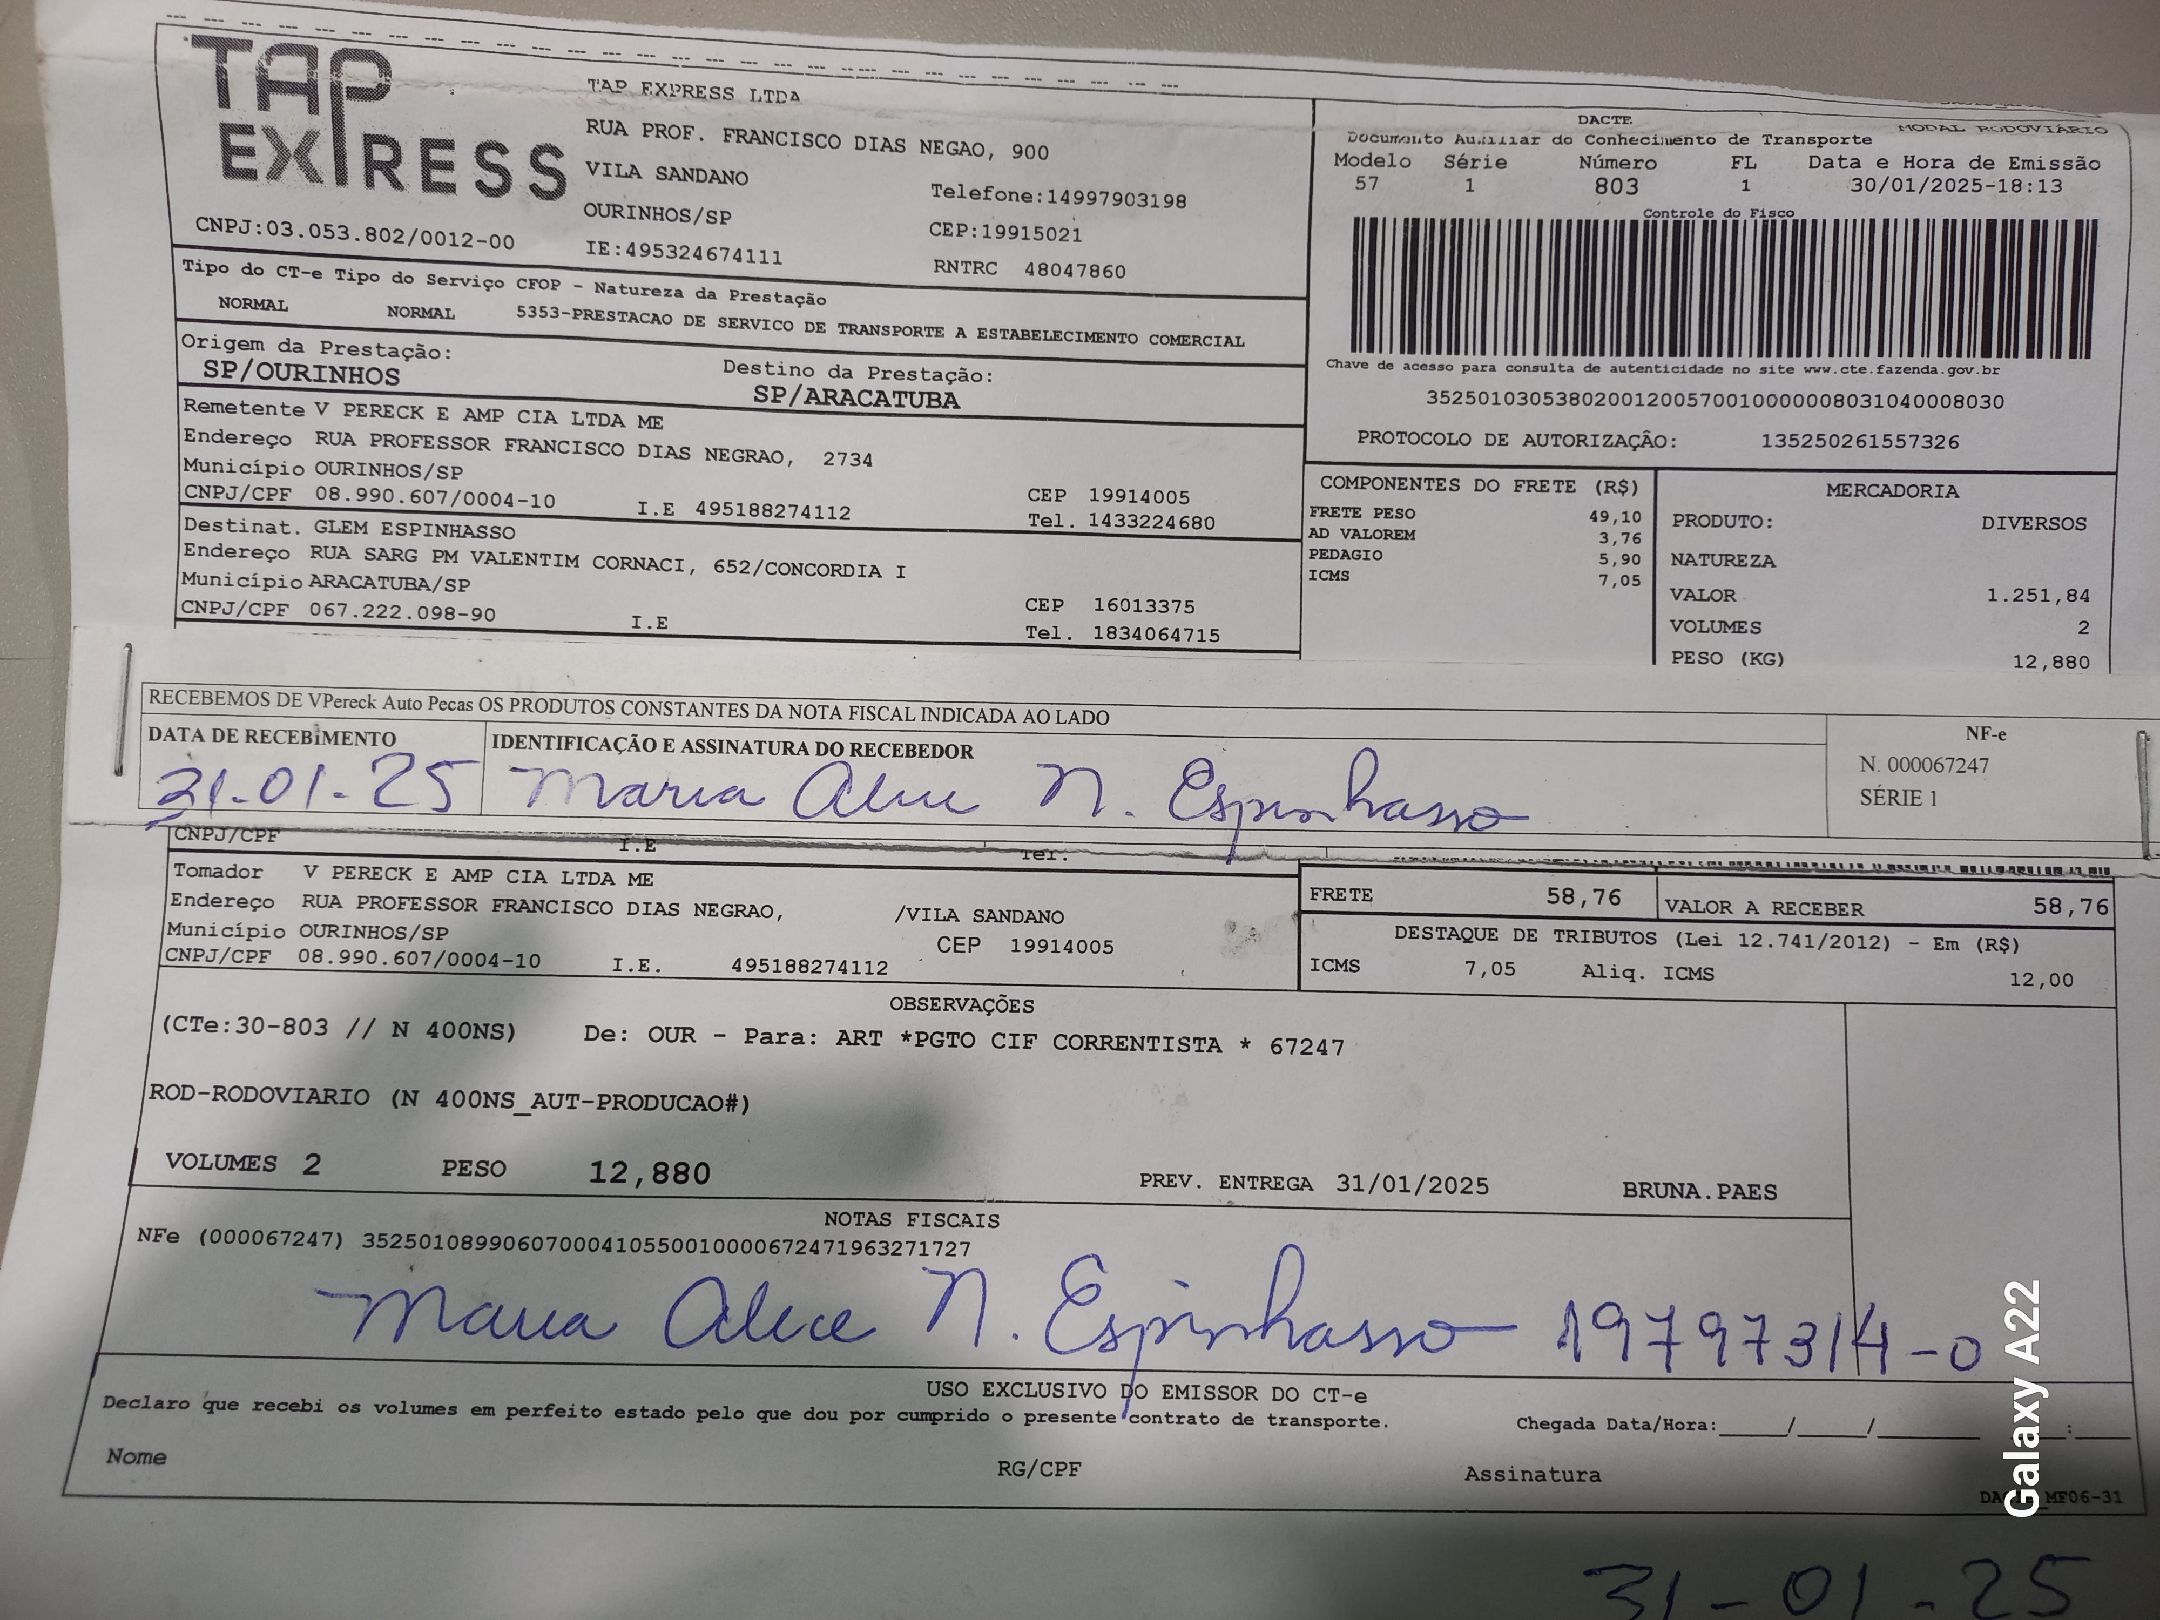 TAP EXPRESS
TAP EXPRESS LTDA
RUA PROF. FRANCISCO DIAS NEGAO, 900
VILA SANDANO
Telefone:14997903198
OURINHOS/SP
CEP:19915021
CNPJ:03.053.802/0012-00
IE:495324674111
RNTRC 48047860
DACTE
MODAL RODOVIARIO
Documento Auxiliar do Conhecimento de Transporte
Modelo Série Número FL Data e Hora de Emissão
57 1 803 1 30/01/2025-18:13
Controle do Fisco
Chave de acesso para consulta de autenticidade no site www.cte.fazenda.gov.br
35250103053802001200570010000008031040008030
PROTOCOLO DE AUTORIZAÇÃO: 135250261557326
Tipo do CT-e Tipo do Serviço CFOP - Natureza da Prestação
NORMAL NORMAL 5353-PRESTACAO DE SERVICO DE TRANSPORTE A ESTABELECIMENTO COMERCIAL
Origem da Prestação: Destino da Prestação:
SP/OURINHOS SP/ARACATUBA
Remetente V PERECK E AMP CIA LTDA ME
Endereço RUA PROFESSOR FRANCISCO DIAS NEGRAO, 2734
Município OURINHOS/SP CEP 19914005
CNPJ/CPF 08.990.607/0004-10 I.E 495188274112 Tel. 1433224680
Destinat. GLEM ESPINHASSO
Endereço RUA SARG PM VALENTIM CORNACI, 652/CONCORDIA I
Município ARACATUBA/SP CEP 16013375
CNPJ/CPF 067.222.098-90 I.E Tel. 1834064715
COMPONENTES DO FRETE (R$)
FRETE PESO 49,10
AD VALOREM 3,76
PEDAGIO 5,90
ICMS 7,05
MERCADORIA
PRODUTO: DIVERSOS
NATUREZA
VALOR 1.251,84
VOLUMES 2
PESO (KG) 12,880
RECEBEMOS DE VPereck Auto Pecas OS PRODUTOS CONSTANTES DA NOTA FISCAL INDICADA AO LADO
DATA DE RECEBIMENTO IDENTIFICAÇÃO E ASSINATURA DO RECEBEDOR
31-01-25 Maria Alice N. Espinhasso
NF-e
N. 000067247
SÉRIE 1
CNPJ/CPF I.E Tel.
Tomador V PERECK E AMP CIA LTDA ME
Endereço RUA PROFESSOR FRANCISCO DIAS NEGRAO, /VILA SANDANO
Município OURINHOS/SP CEP 19914005
CNPJ/CPF 08.990.607/0004-10 I.E. 495188274112
FRETE 58,76 VALOR A RECEBER 58,76
DESTAQUE DE TRIBUTOS (Lei 12.741/2012) - Em (R$)
ICMS 7,05 Aliq. ICMS 12,00
OBSERVAÇÕES
(CTe:30-803 // N 400NS) De: OUR - Para: ART *PGTO CIF CORRENTISTA * 67247
ROD-RODOVIARIO (N 400NS_AUT-PRODUCAO#)
VOLUMES 2 PESO 12,880 PREV. ENTREGA 31/01/2025 BRUNA.PAES
NOTAS FISCAIS
NFe (000067247) 35250108990607000410550010000672471963271727
Maria Alice N. Espinhasso 19797314-0
USO EXCLUSIVO DO EMISSOR DO CT-e
Declaro que recebi os volumes em perfeito estado pelo que dou por cumprido o presente contrato de transporte. Chegada Data/Hora:____/____/______ __:____
Nome RG/CPF Assinatura
MF06-31
31-01-25
Galaxy A22